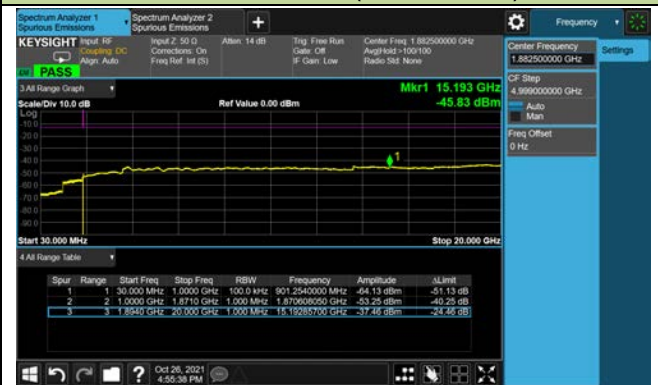 Spectrum Analyzer 1
Spurious Emissions
Spectrum Analyzer 2
Spurious Emissions
+
Frequency
KEYSIGHT
Input: RF
Coupling: DC
Align: Auto
Input Z: 50 Ω
Corrections: On
Freq Ref: Int (S)
Atten: 14 dB
Trig: Free Run
Gate: Off
IF Gain: Low
Center Freq: 1.882500000 GHz
Avg|Hold:>100/100
Radio Std: None
PASS
Center Frequency
1.882500000 GHz
Settings
CF Step
4.999000000 GHz
Auto
Man
Freq Offset
0 Hz
3 All Range Graph
Mkr1 15.193 GHz
Scale/Div 10.0 dB
Ref Value 0.00 dBm
-45.83 dBm
Log
-10.0
-20.0
-30.0
-50.0
-60.0
-70.0
-80.0
-90.0
1
Start 30.000 MHz
Stop 20.000 GHz
4 All Range Table
Spur Range Start Freq Stop Freq RBW Frequency Amplitude ΔLimit
1 1 30.000 MHz 1.0000 GHz 100.0 kHz 901.2540000 MHz -64.13 dBm -51.13 dB
2 2 1.0000 GHz 1.8710 GHz 1.000 MHz 1.870608050 GHz -53.25 dBm -40.25 dB
3 3 1.8940 GHz 20.000 GHz 1.000 MHz 15.19285700 GHz -37.46 dBm -24.46 dB
?
Oct 26, 2021
4:55:38 PM